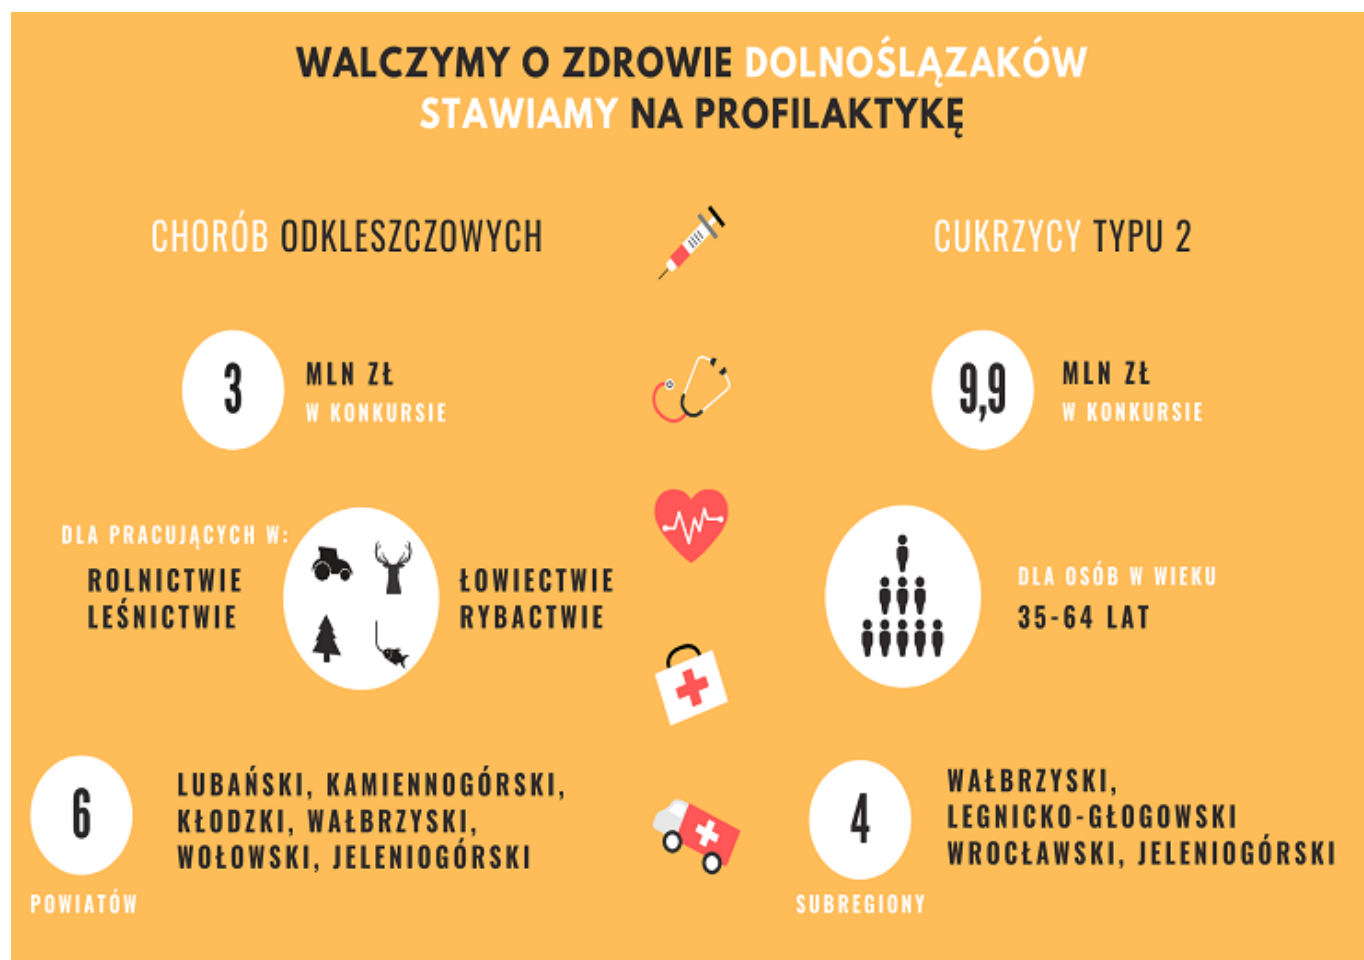 WALCZYMY O ZDROWIE DOLNOŚLĄZAKÓW
STAWIAMY NA PROFILAKTYKĘ
CHORÓB ODKLESZCZOWYCH
3
MLN ZŁ
W KONKURSIE
DLA PRACUJĄCYCH W:
ROLNICTWIE
LEŚNICTWIE
ŁOWIECTWIE
RYBACTWIE
6
POWIATÓW
LUBAŃSKI, KAMIENNOGÓRSKI,
KŁODZKI, WAŁBRZYSKI,
WOŁOWSKI, JELENIOGÓRSKI
CUKRZYCY TYPU 2
9,9
MLN ZŁ
W KONKURSIE
DLA OSÓB W WIEKU
35-64 LAT
4
SUBREGIONY
WAŁBRZYSKI,
LEGNICKO-GŁOGOWSKI
WROCŁAWSKI, JELENIOGÓRSKI